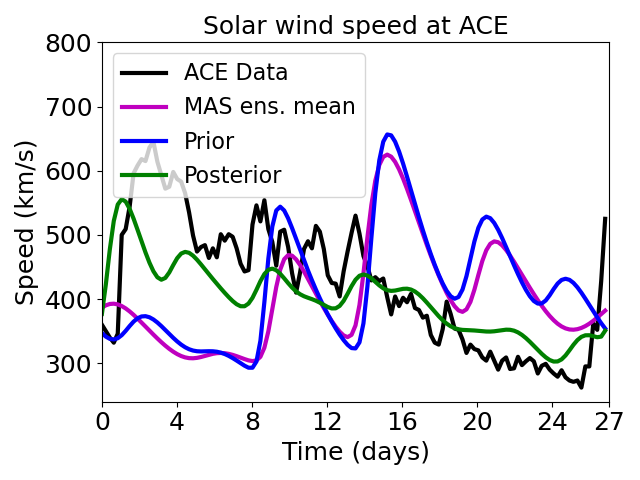 Solar wind speed at ACE
800
700
600
500
400
300
Speed (km/s)
ACE Data
MAS ens. mean
Prior
Posterior
0 4 8 12 16 20 24 27
Time (days)